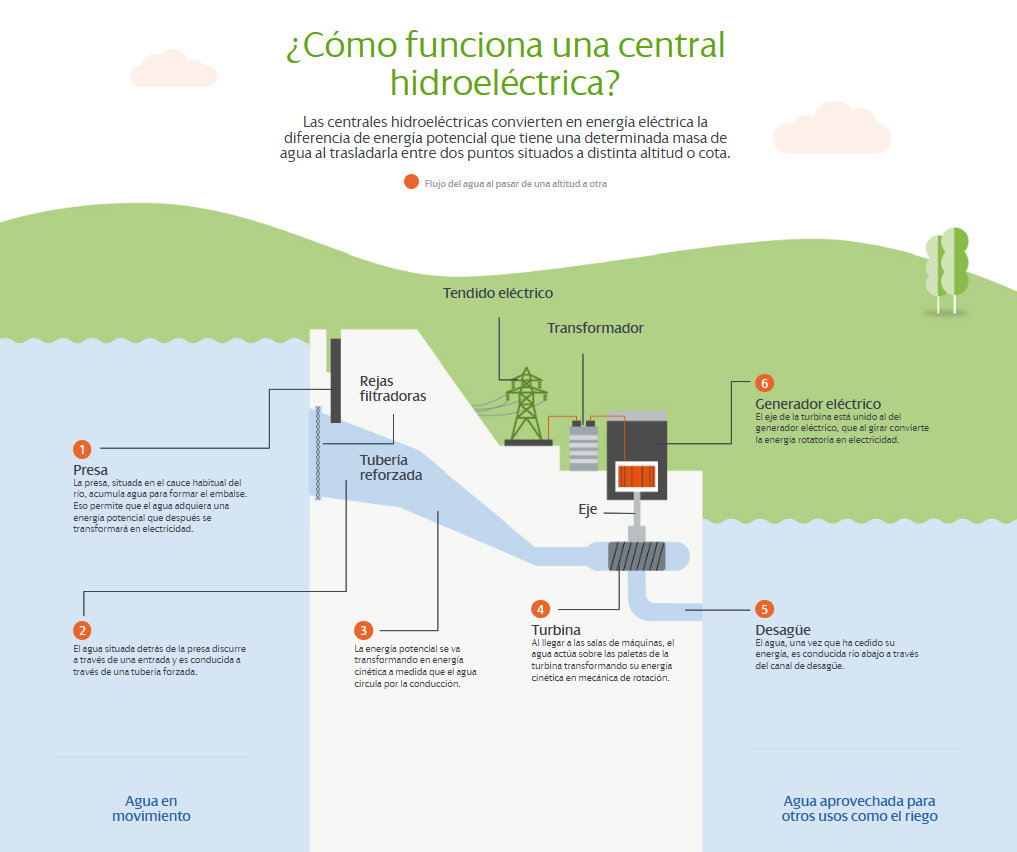 ¿Cómo funciona una central
hidroeléctrica?
Las centrales hidroeléctricas convierten en energía eléctrica la
diferencia de energía potencial que tiene una determinada masa de
agua al trasladarla entre dos puntos situados a distinta altitud o cota.
Flujo del agua al pasar de una altitud a otra
Tendido eléctrico
Transformador
Rejas
filtradoras
Tubería
reforzada
Eje
1
Presa
La presa, situada en el cauce habitual del
río, acumula agua para formar el embalse.
Eso permite que el agua adquiera una
energía potencial que después se
transformará en electricidad.
2
El agua situada detrás de la presa discurre
a través de una entrada y es conducida a
través de una tubería forzada.
3
La energía potencial se va
transformando en energía
cinética a medida que el agua
circula por la conducción.
4
Turbina
Al llegar a las salas de máquinas, el
agua actúa sobre las paletas de la
turbina transformando su energía
cinética en mecánica de rotación.
5
Desagüe
El agua, una vez que ha cedido su
energía, es conducida río abajo a través
del canal de desagüe.
6
Generador eléctrico
El eje de la turbina está unido al del
generador eléctrico, que al girar convierte
la energía rotatoria en electricidad.
Agua en
movimiento
Agua aprovechada para
otros usos como el riego